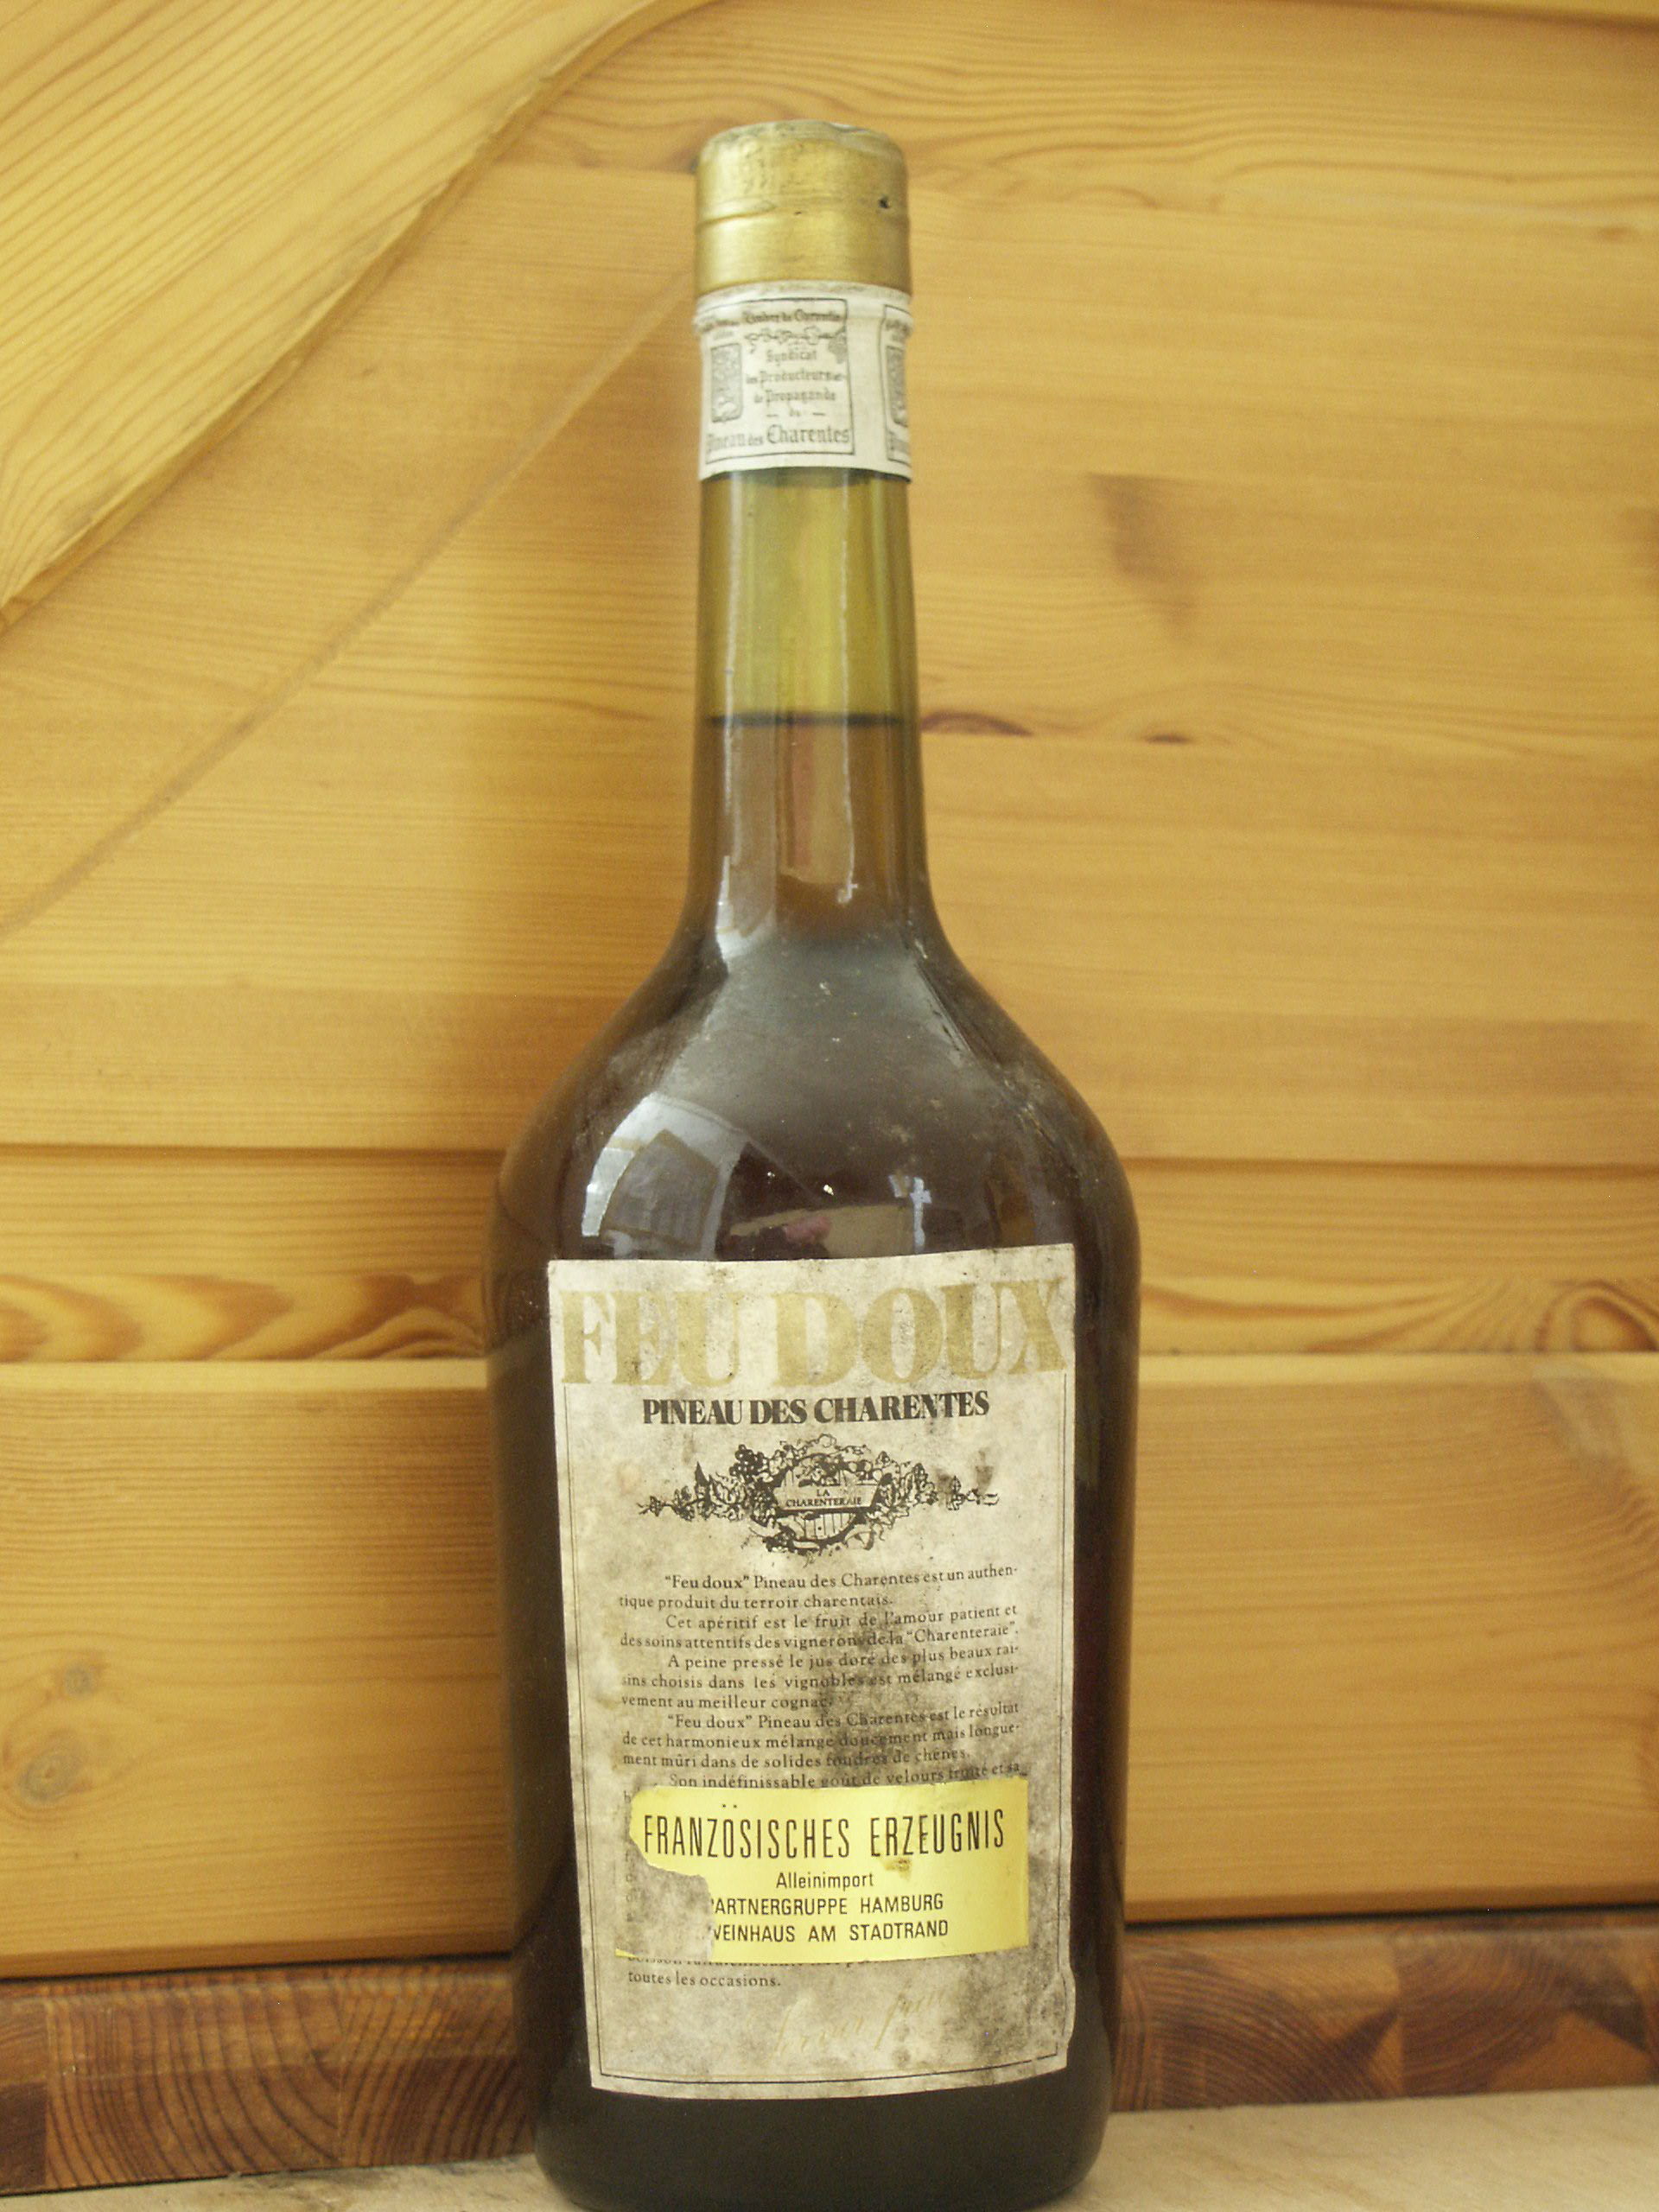 Timbre de Garantie
Syndicat
des Producteurs et
de Propagande
du
Pineau des Charentes
FEU DOUX
PINEAU DES CHARENTES
LA
CHARENTERAIE
"Feu doux" Pineau des Charentes est un authen-
tique produit du terroir charentais.
Cet apéritif est le fruit de l'amour patient et
des soins attentifs des vignerons de la "Charenteraie".
A peine pressé le jus doré des plus beaux rai-
sins choisis dans les vignobles est mélangé exclusi-
vement au meilleur cognac.
"Feu doux" Pineau des Charentes est le résultat
de cet harmonieux mélange doucement mais longue-
ment mûri dans de solides foudres de chênes.
Son indéfinissable goût de velours fruité et sa
FRANZÖSISCHES ERZEUGNIS
Alleinimport
PARTNERGRUPPE HAMBURG
WEINHAUS AM STADTRAND
toutes les occasions.